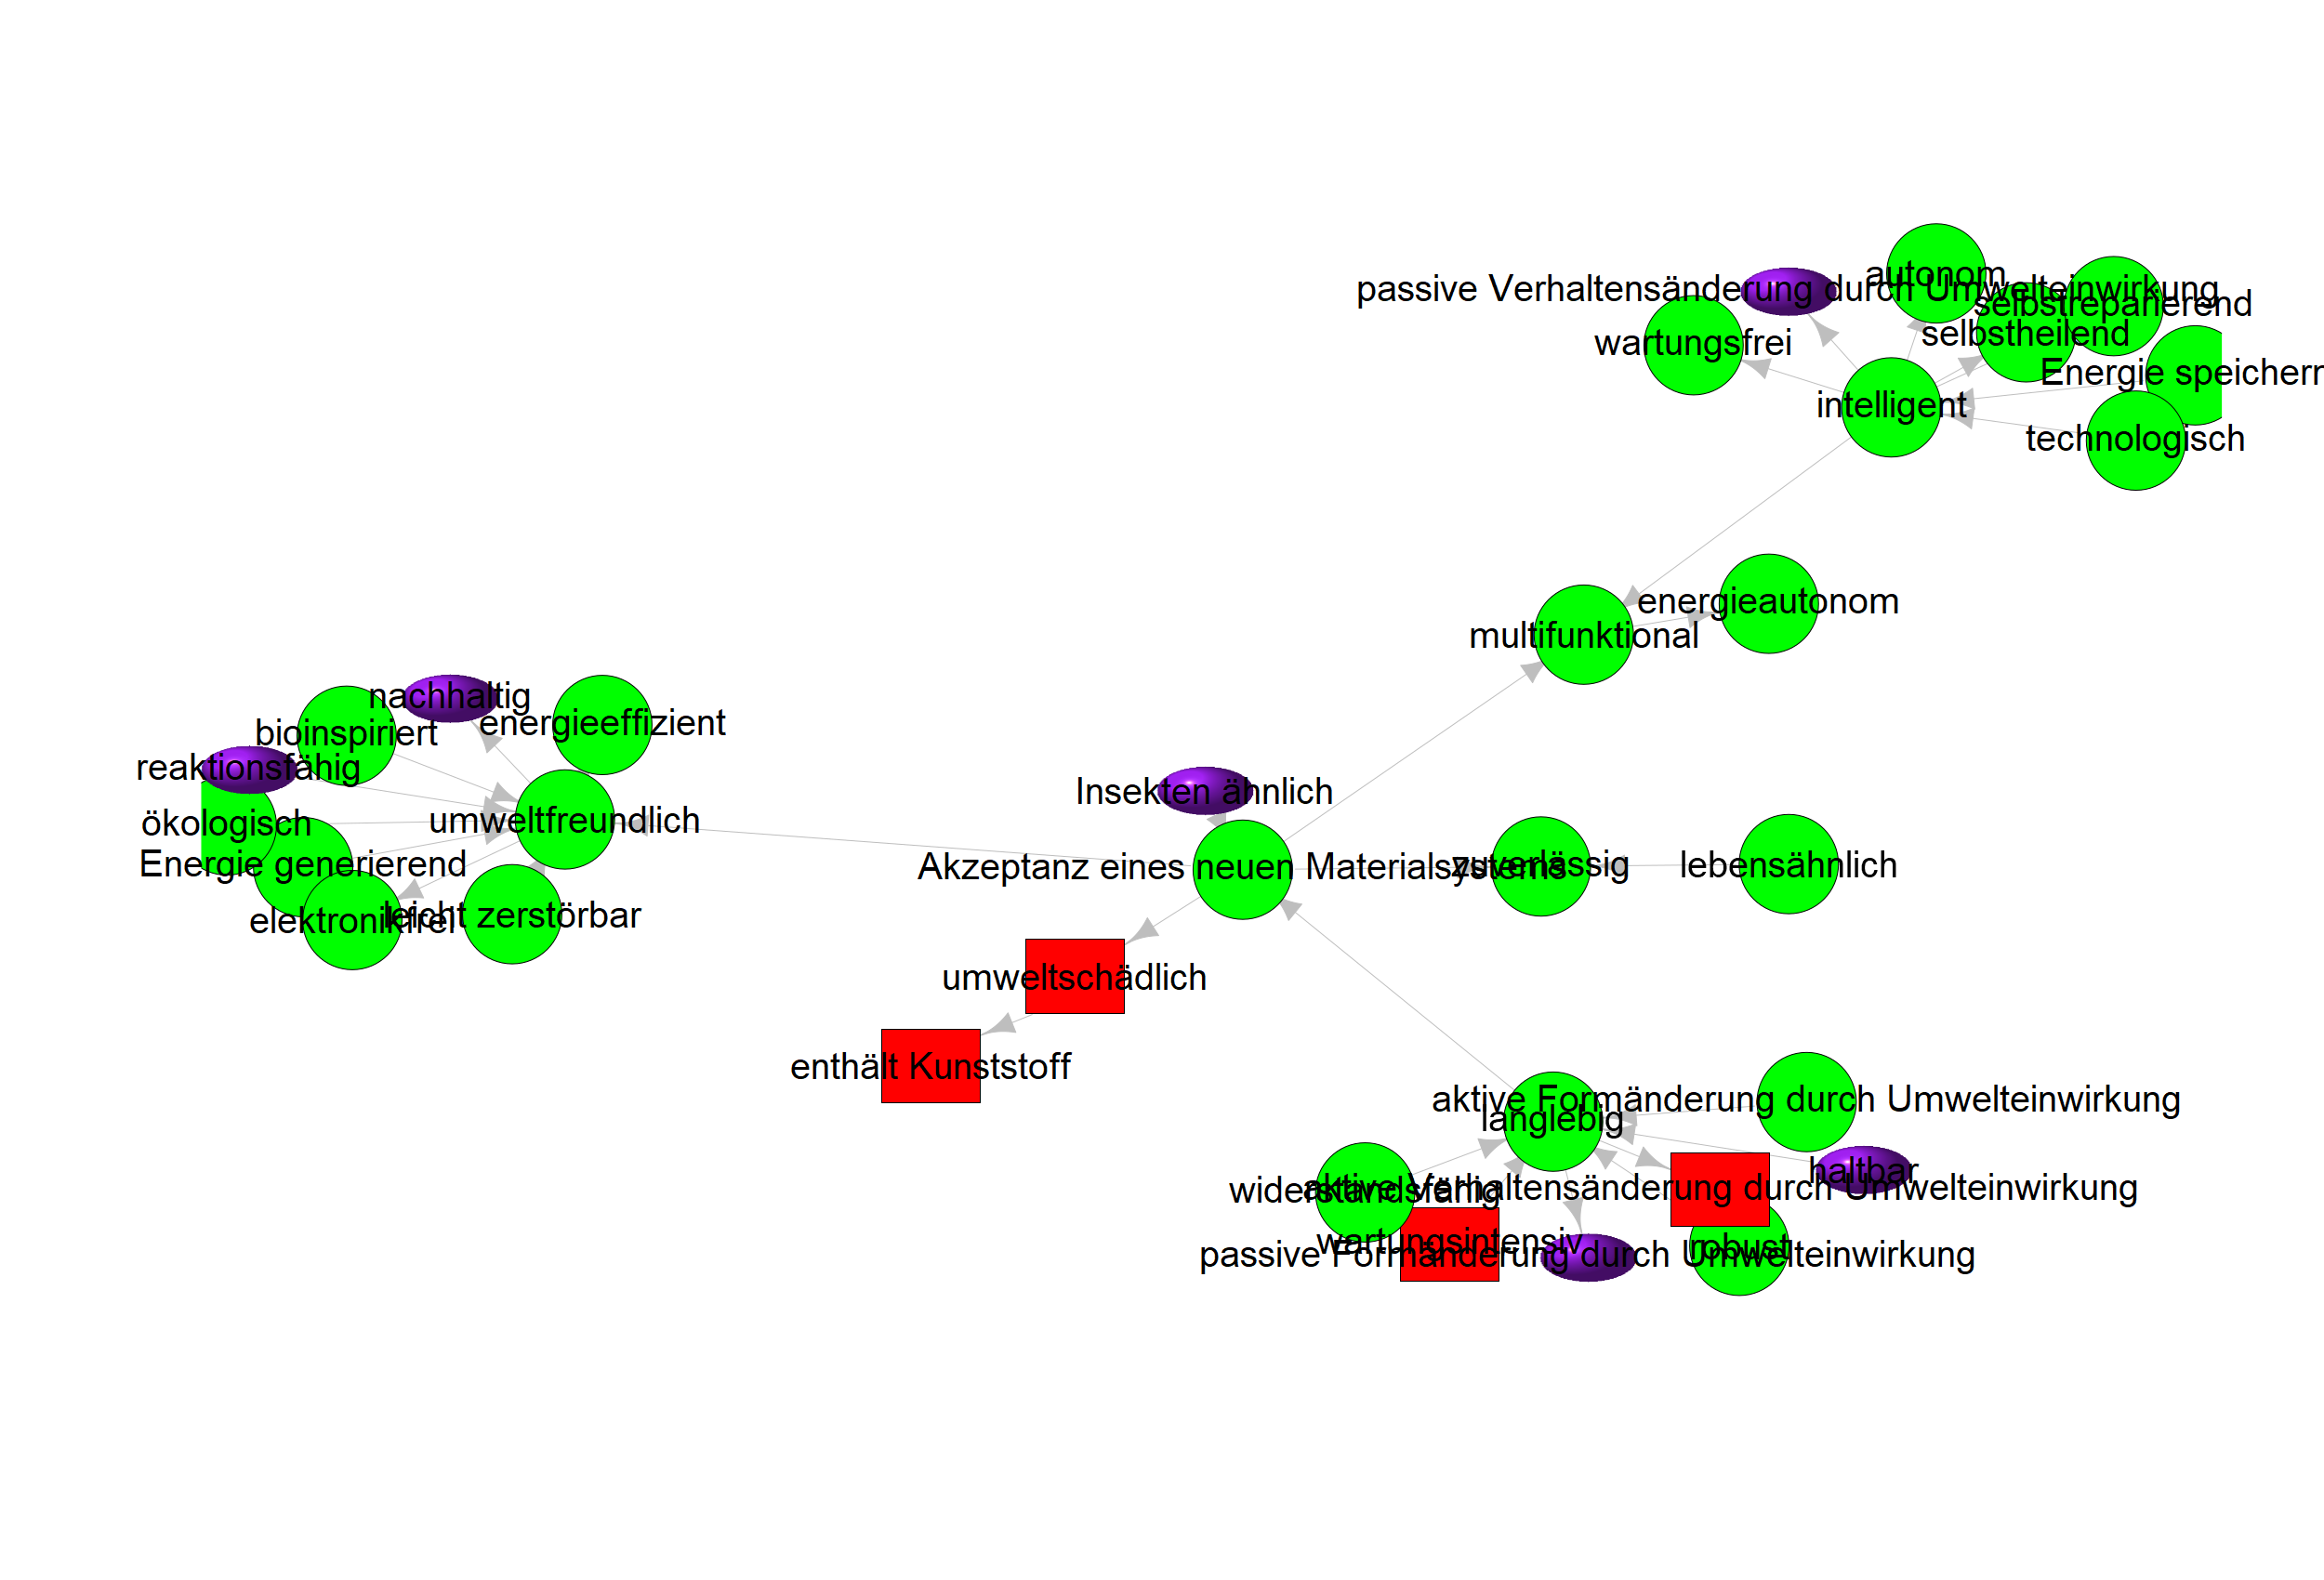 autonom
passive Verhaltensänderung durch Umwelteinwirkung
selbstreparierend
selbstheilend
wartungsfrei
Energie speichern
intelligent
technologisch
energieautonom
multifunktional
nachhaltig
energieeffizient
bioinspiriert
reaktionsfähig
Insekten ähnlich
ökologisch
umweltfreundlich
Energie generierend
Akzeptanz eines neuen Materialsystems
zuverlässig
lebensähnlich
elektronikfrei
leicht zerstörbar
umweltschädlich
enthält Kunststoff
aktive Formänderung durch Umwelteinwirkung
langlebig
haltbar
widerstandsfähig
aktive Verhaltensänderung durch Umwelteinwirkung
wartungsintensiv
robust
passive Formänderung durch Umwelteinwirkung